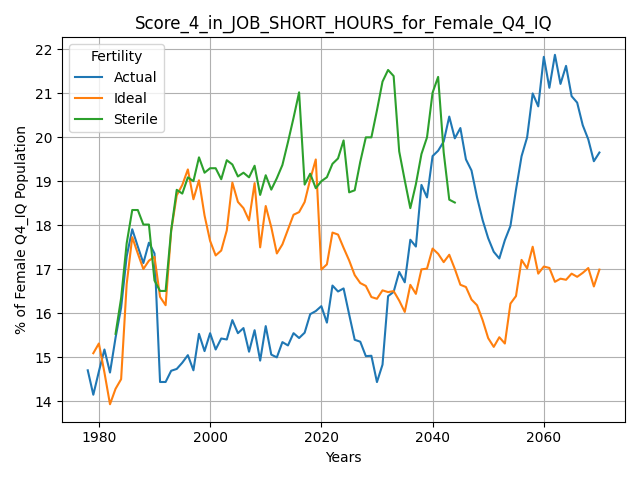 Score_4_in_JOB_SHORT_HOURS_for_Female_Q4_IQ
Fertility
Actual
Ideal
Sterile
% of Female Q4_IQ Population
22
21
20
19
18
17
16
15
14
1980
2000
2020
2040
2060
Years